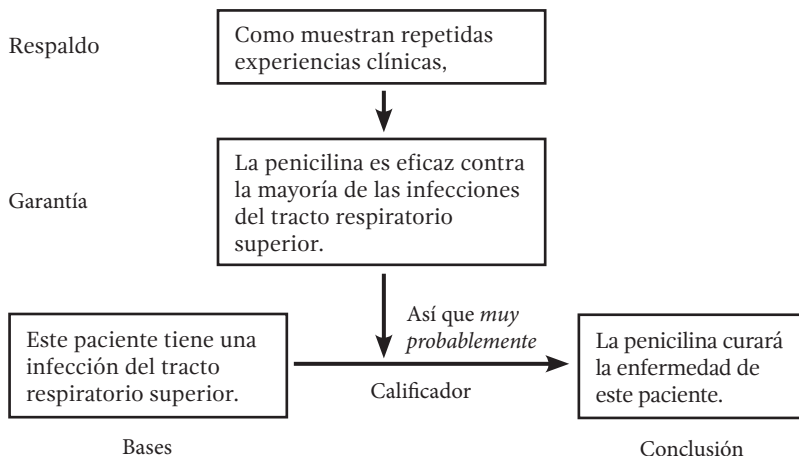 Respaldo
Como muestran repetidas
experiencias clínicas,
Garantía
La penicilina es eficaz contra
la mayoría de las infecciones
del tracto respiratorio
superior.
Este paciente tiene una
infección del tracto
respiratorio superior.
Así que muy
probablemente
Calificador
La penicilina curará
la enfermedad de
este paciente.
Bases
Conclusión